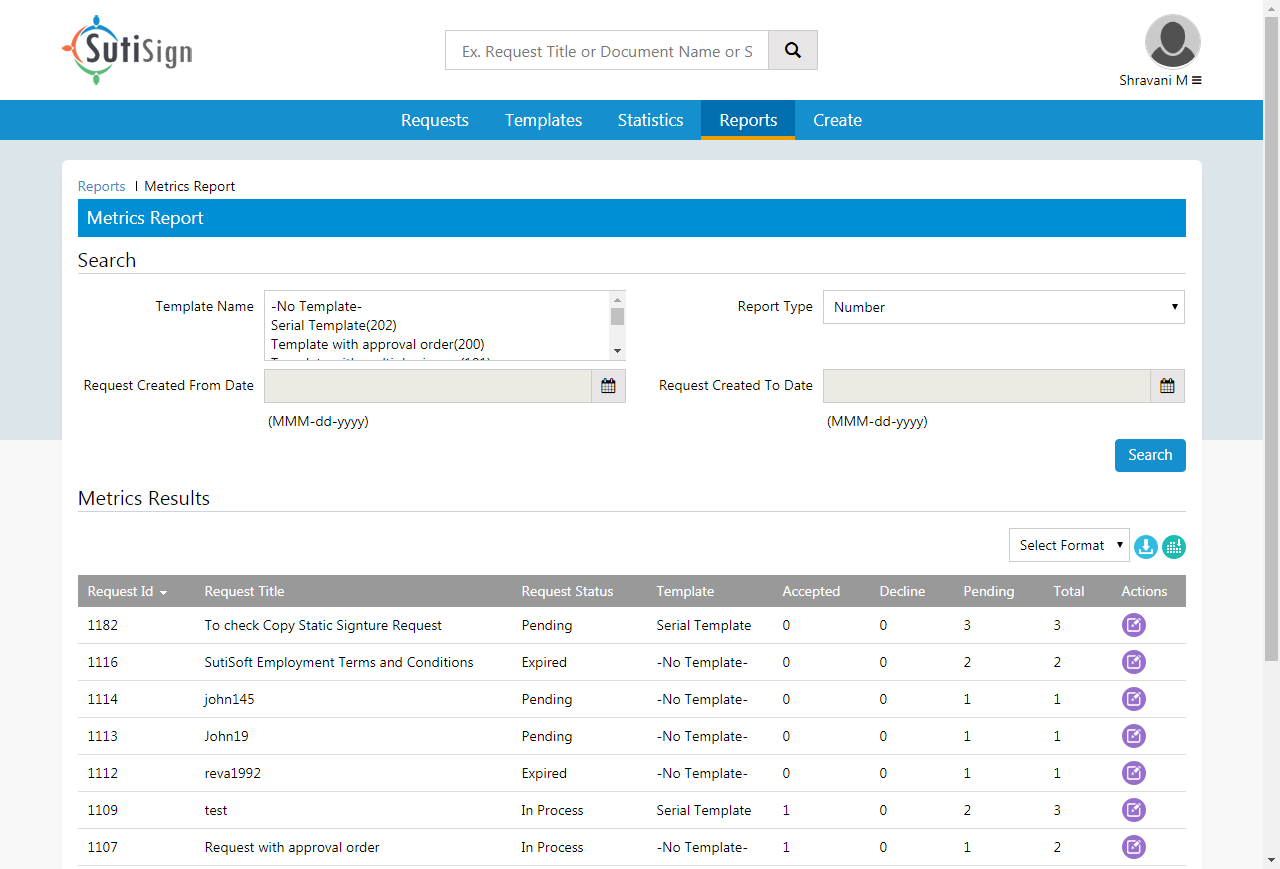 SutiSign
Ex. Request Title or Document Name or S
Shravani M
Requests Templates Statistics Reports Create
Reports | Metrics Report
Metrics Report
Search
Template Name
-No Template-
Serial Template(202)
Template with approval order(200)
Report Type Number
Request Created From Date
(MMM-dd-yyyy)
Request Created To Date
(MMM-dd-yyyy)
Search
Metrics Results
Select Format
Request Id Request Title Request Status Template Accepted Decline Pending Total Actions
1182 To check Copy Static Signture Request Pending Serial Template 0 0 3 3
1116 SutiSoft Employment Terms and Conditions Expired -No Template- 0 0 2 2
1114 john145 Pending -No Template- 0 0 1 1
1113 John19 Pending -No Template- 0 0 1 1
1112 reva1992 Expired -No Template- 0 0 1 1
1109 test In Process Serial Template 1 0 2 3
1107 Request with approval order In Process -No Template- 1 0 1 2